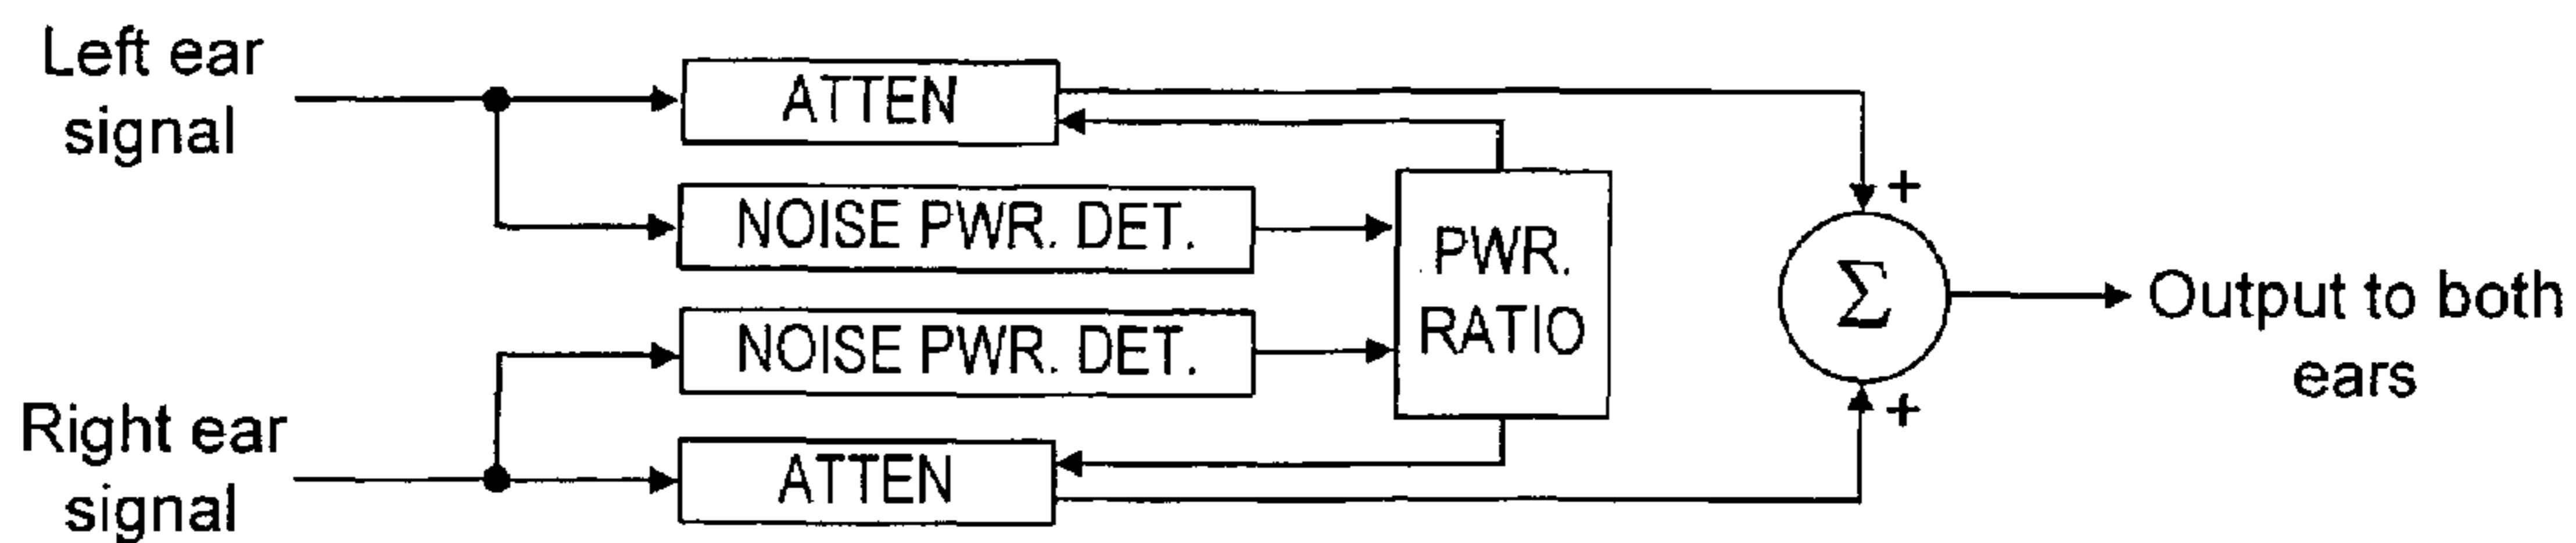 Left ear
signal
ATTEN
NOISE PWR. DET.
PWR.
RATIO
NOISE PWR. DET.
Right ear
signal
ATTEN
+
Σ
+
Output to both
ears